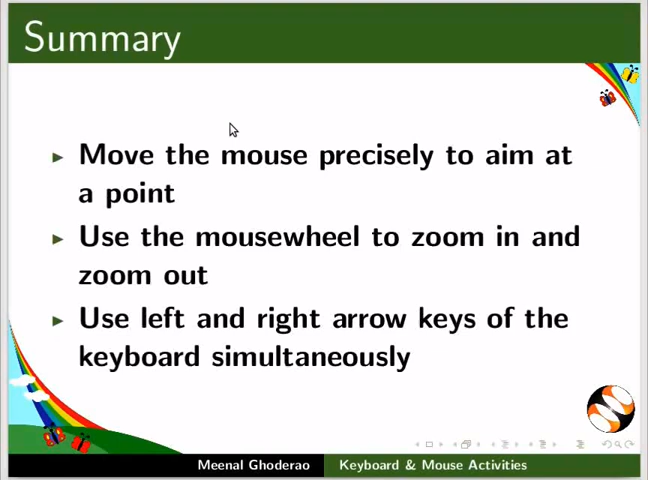 Summary
Move the mouse precisely to aim at
a point
Use the mousewheel to zoom in and
zoom out
Use left and right arrow keys of the
keyboard simultaneously
Meenal Ghoderao Keyboard & Mouse Activities